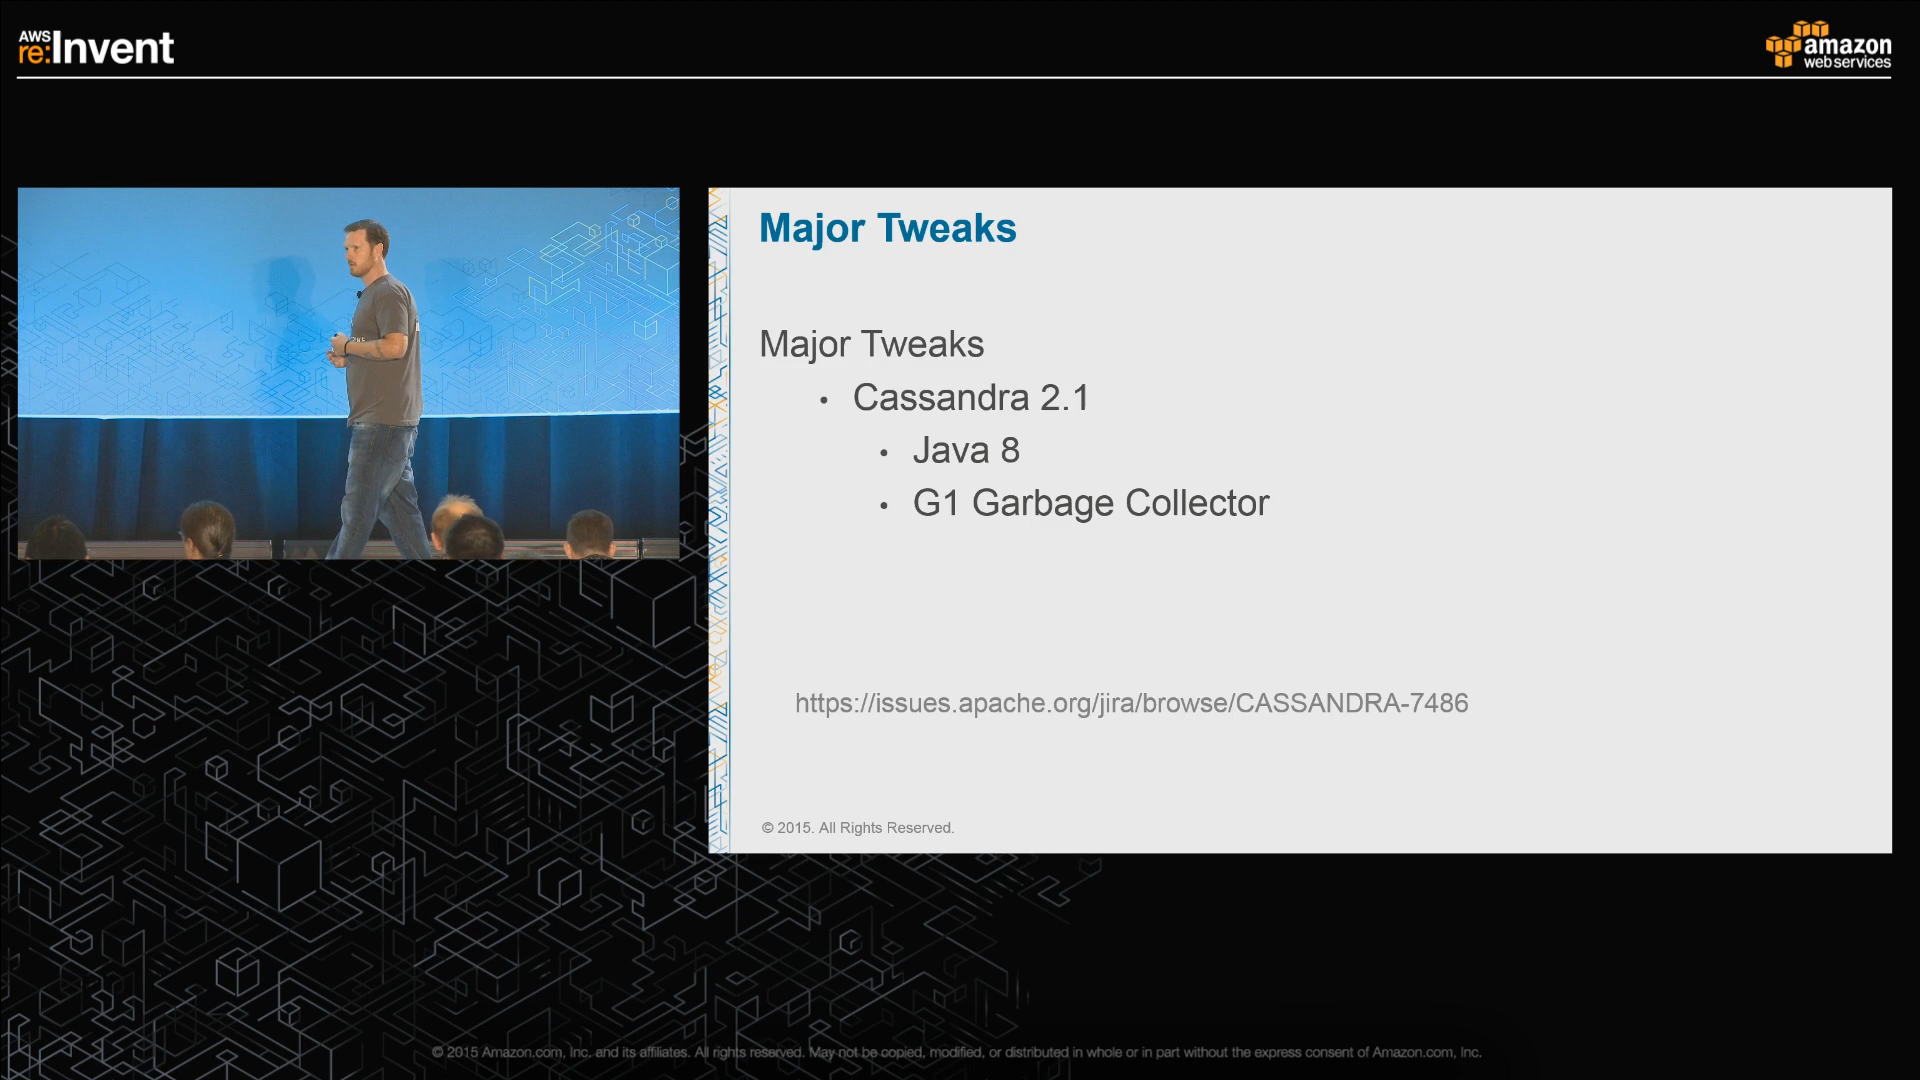 AWS
re:Invent
amazon
webservices
Major Tweaks
Major Tweaks
• Cassandra 2.1
• Java 8
• G1 Garbage Collector
https://issues.apache.org/jira/browse/CASSANDRA-7486
© 2015. All Rights Reserved.
© 2015 Amazon.com, Inc. and its affiliates. All rights reserved. May not be copied, modified, or distributed in whole or in part without the express consent of Amazon.com, Inc.